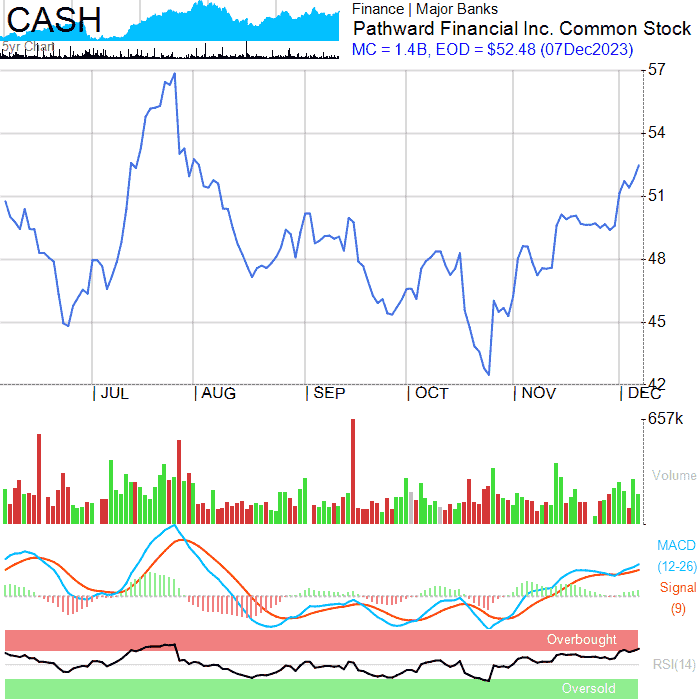 CASH
5yr Chart
Finance | Major Banks
Pathward Financial Inc. Common Stock
MC = 1.4B, EOD = $52.48 (07Dec2023)
57
54
51
48
45
42
JUL
AUG
SEP
OCT
NOV
DEC
657k
Volume
MACD
(12-26)
Signal
(9)
Overbought
RSI(14)
Oversold